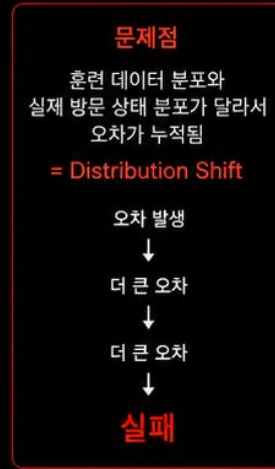 문제점
훈련 데이터 분포와
실제 방문 상태 분포가 달라서
오차가 누적됨
= Distribution Shift
오차 발생
↓
더 큰 오차
↓
더 큰 오차
↓
실패